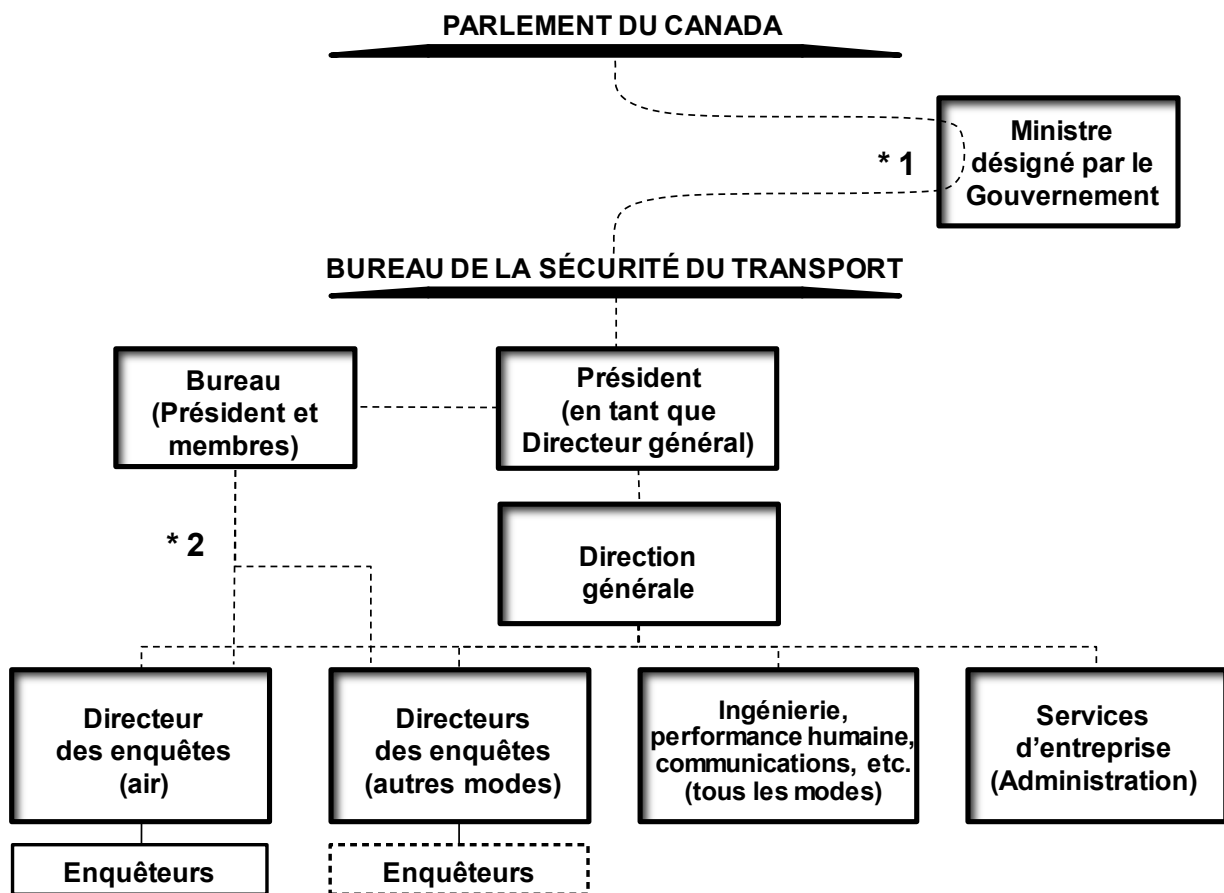 PARLEMENT DU CANADA
Ministre
désigné par le
Gouvernement
* 1
BUREAU DE LA SÉCURITÉ DU TRANSPORT
Bureau
(Président et
membres)
Président
(en tant que
Directeur général)
* 2
Direction
générale
Directeur
des enquêtes
(air)
Directeurs
des enquêtes
(autres modes)
Ingénierie,
performance humaine,
communications, etc.
(tous les modes)
Services
d’entreprise
(Administration)
Enquêteurs
Enquêteurs